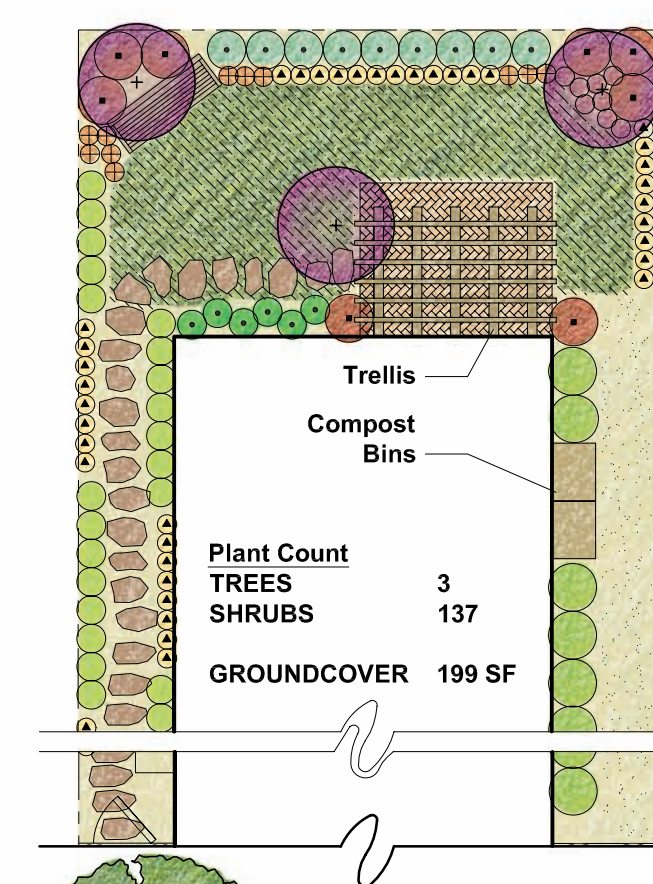 Trellis
Compost
Bins
Plant Count
TREES 3
SHRUBS 137
GROUNDCOVER 199 SF